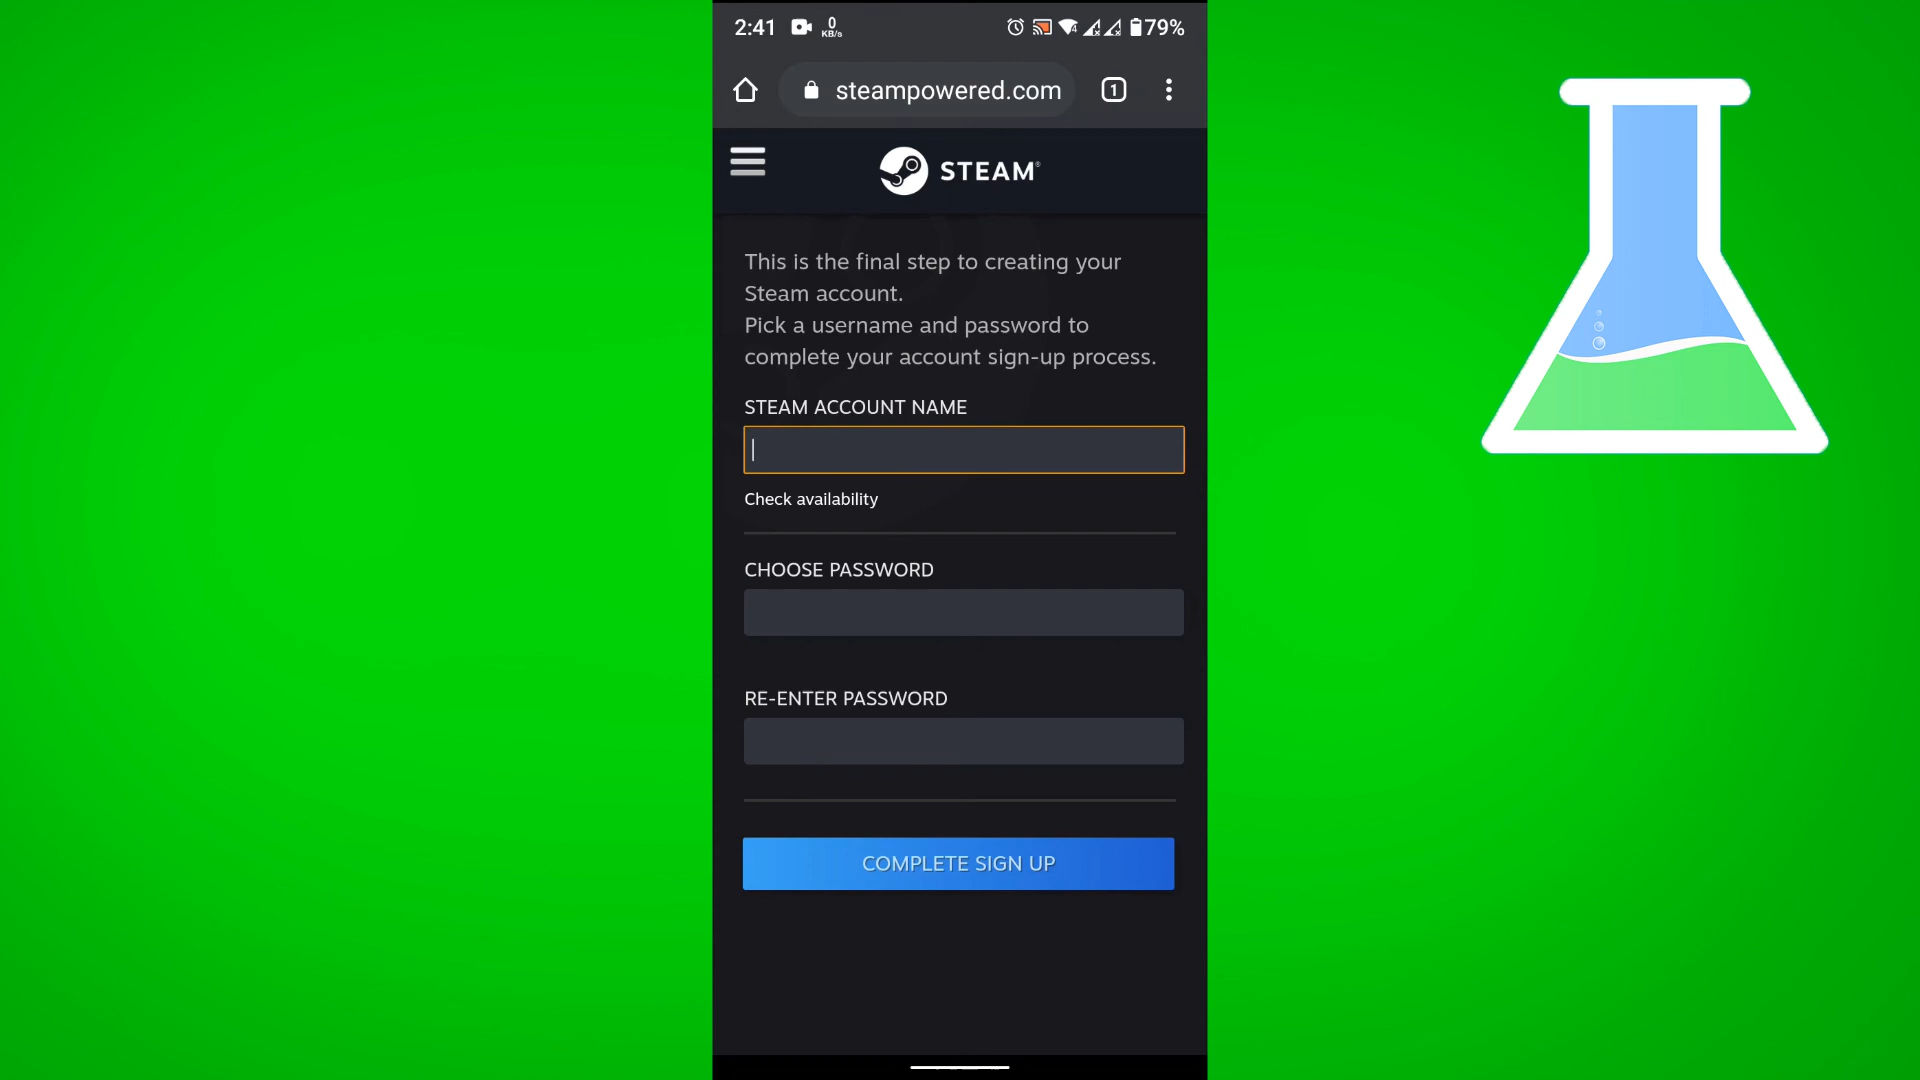 2:41 0 KB/s 79%
steampowered.com 1
STEAM®
This is the final step to creating your
Steam account.
Pick a username and password to
complete your account sign-up process.
STEAM ACCOUNT NAME
Check availability
CHOOSE PASSWORD
RE-ENTER PASSWORD
COMPLETE SIGN UP